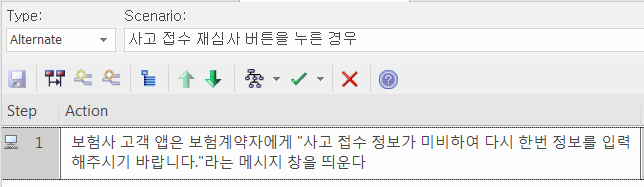 Type:
Scenario:
Alternate
사고 접수 재심사 버튼을 누른 경우
Step
Action
1
보험사 고객 앱은 보험계약자에게 "사고 접수 정보가 미비하여 다시 한번 정보를 입력
해주시기 바랍니다."라는 메시지 창을 띄운다